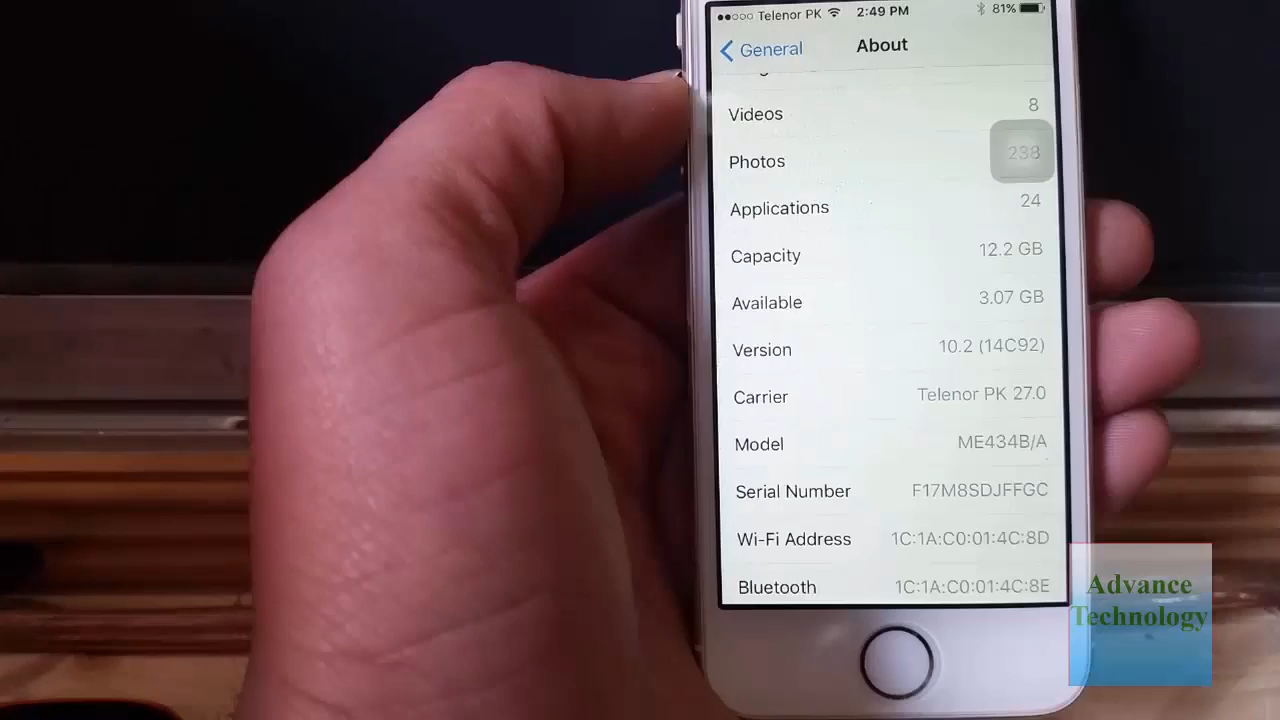 Telenor PK 2:49 PM 81%
General About
Videos 8
Photos 238
Applications 24
Capacity 12.2 GB
Available 3.07 GB
Version 10.2 (14C92)
Carrier Telenor PK 27.0
Model ME434B/A
Serial Number F17M8SDJFFGC
Wi-Fi Address 1C:1A:C0:01:4C:8D
Bluetooth 1C:1A:C0:01:4C:8E
Advance
Technology